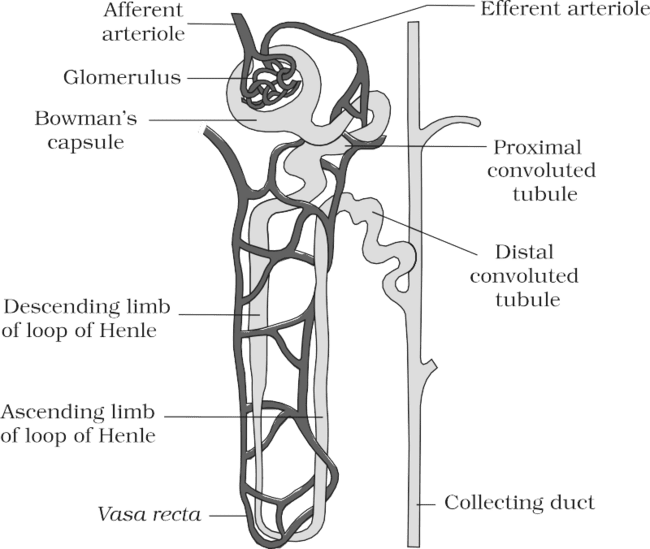 Afferent
arteriole
Efferent arteriole
Glomerulus
Bowman's
capsule
Proximal
convoluted
tubule
Distal
convoluted
tubule
Descending limb
of loop of Henle
Ascending limb
of loop of Henle
Vasa recta
Collecting duct